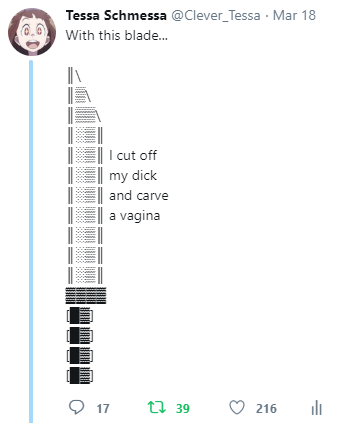 Tessa Schmessa @Clever_Tessa · Mar 18
With this blade...
║\
║▒\
║▒▒\
║░▒║
║░▒║ I cut off
║░▒║ my dick
║░▒║ and carve
║░▒║ a vagina
║░▒║
║░▒║
║░▒║
▓▓▓▓
[█▓]
[█▓]
[█▓]
[█▓]
17 39 216